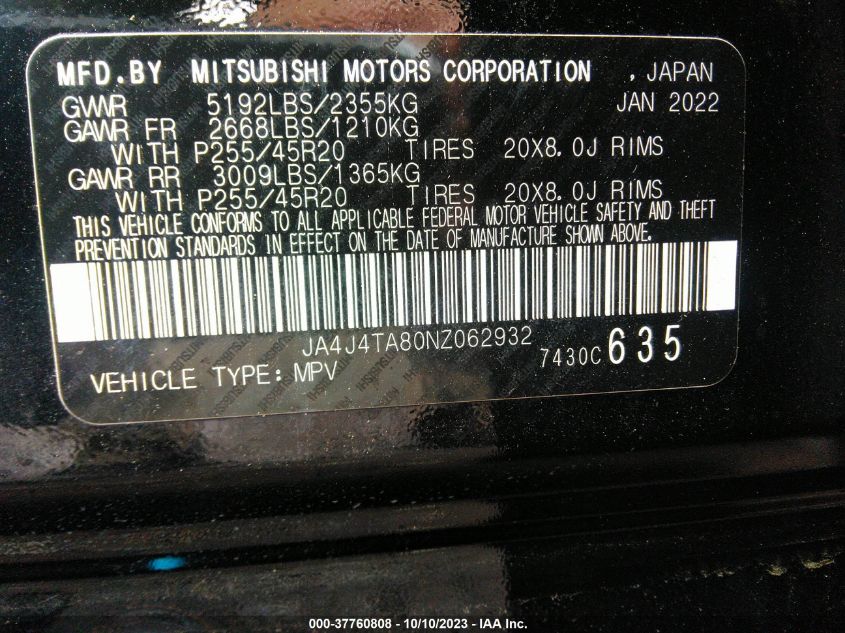 MFD.BY MITSUBISHI MOTORS CORPORATION , JAPAN
GVWR 5192LBS/2355KG JAN 2022
GAWR FR 2668LBS/1210KG
WITH P255/45R20 TIRES 20X8.0J RIMS
GAWR RR 3009LBS/1365KG
WITH P255/45R20 TIRES 20X8.0J RIMS
THIS VEHICLE CONFORMS TO ALL APPLICABLE FEDERAL MOTOR VEHICLE SAFETY AND THEFT
PREVENTION STANDARDS IN EFFECT ON THE DATE OF MANUFACTURE SHOWN ABOVE.
JA4J4TA80NZ062932
7430C 635
VEHICLE TYPE: MPV
000-37760808 - 10/10/2023 - IAA Inc.